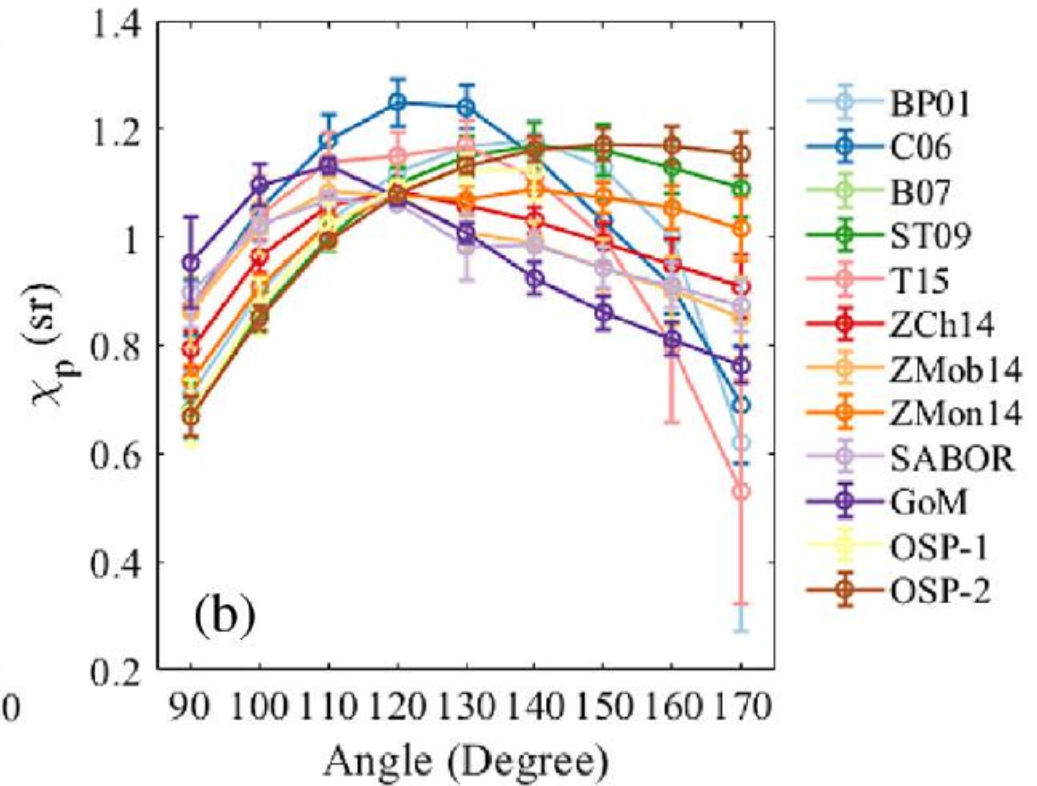 1.4
1.2
1
0.8
0.6
0.4
0.2
χp (sr)
(b)
0
90 100 110 120 130 140 150 160 170
Angle (Degree)
BP01
C06
B07
ST09
T15
ZCh14
ZMob14
ZMon14
SABOR
GoM
OSP-1
OSP-2